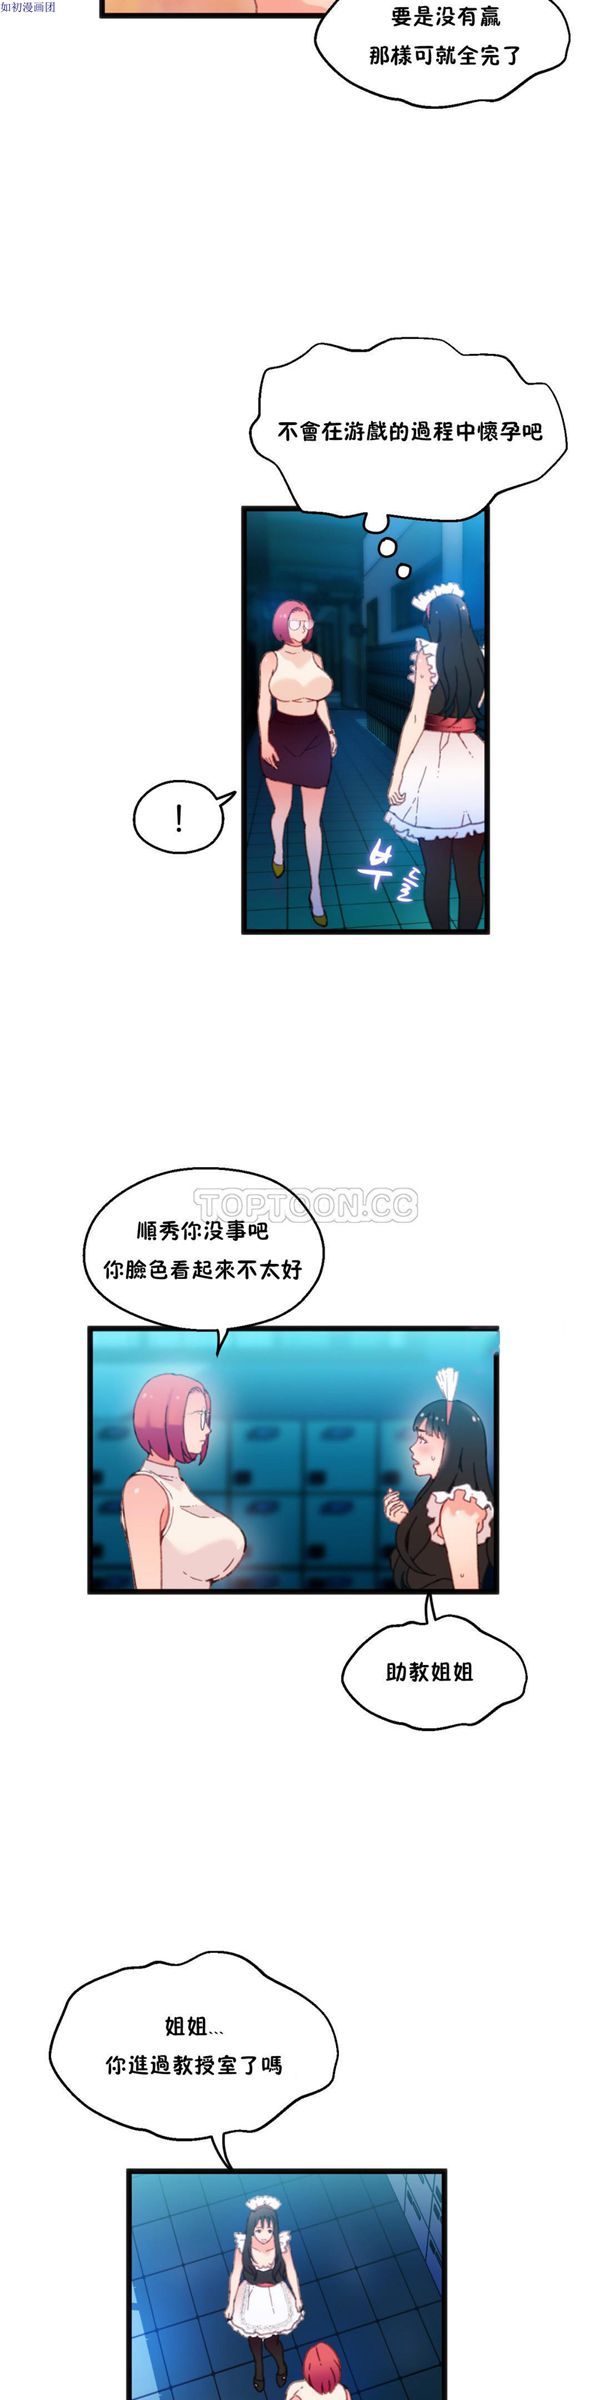 如初漫画团
要是没有赢
那樣可就全完了
不會在游戲的過程中懷孕吧
！
부들
TOPTOON.CC
順秀你没事吧
你臉色看起來不太好
助教姐姐
姐姐...
你進過教授室了嗎